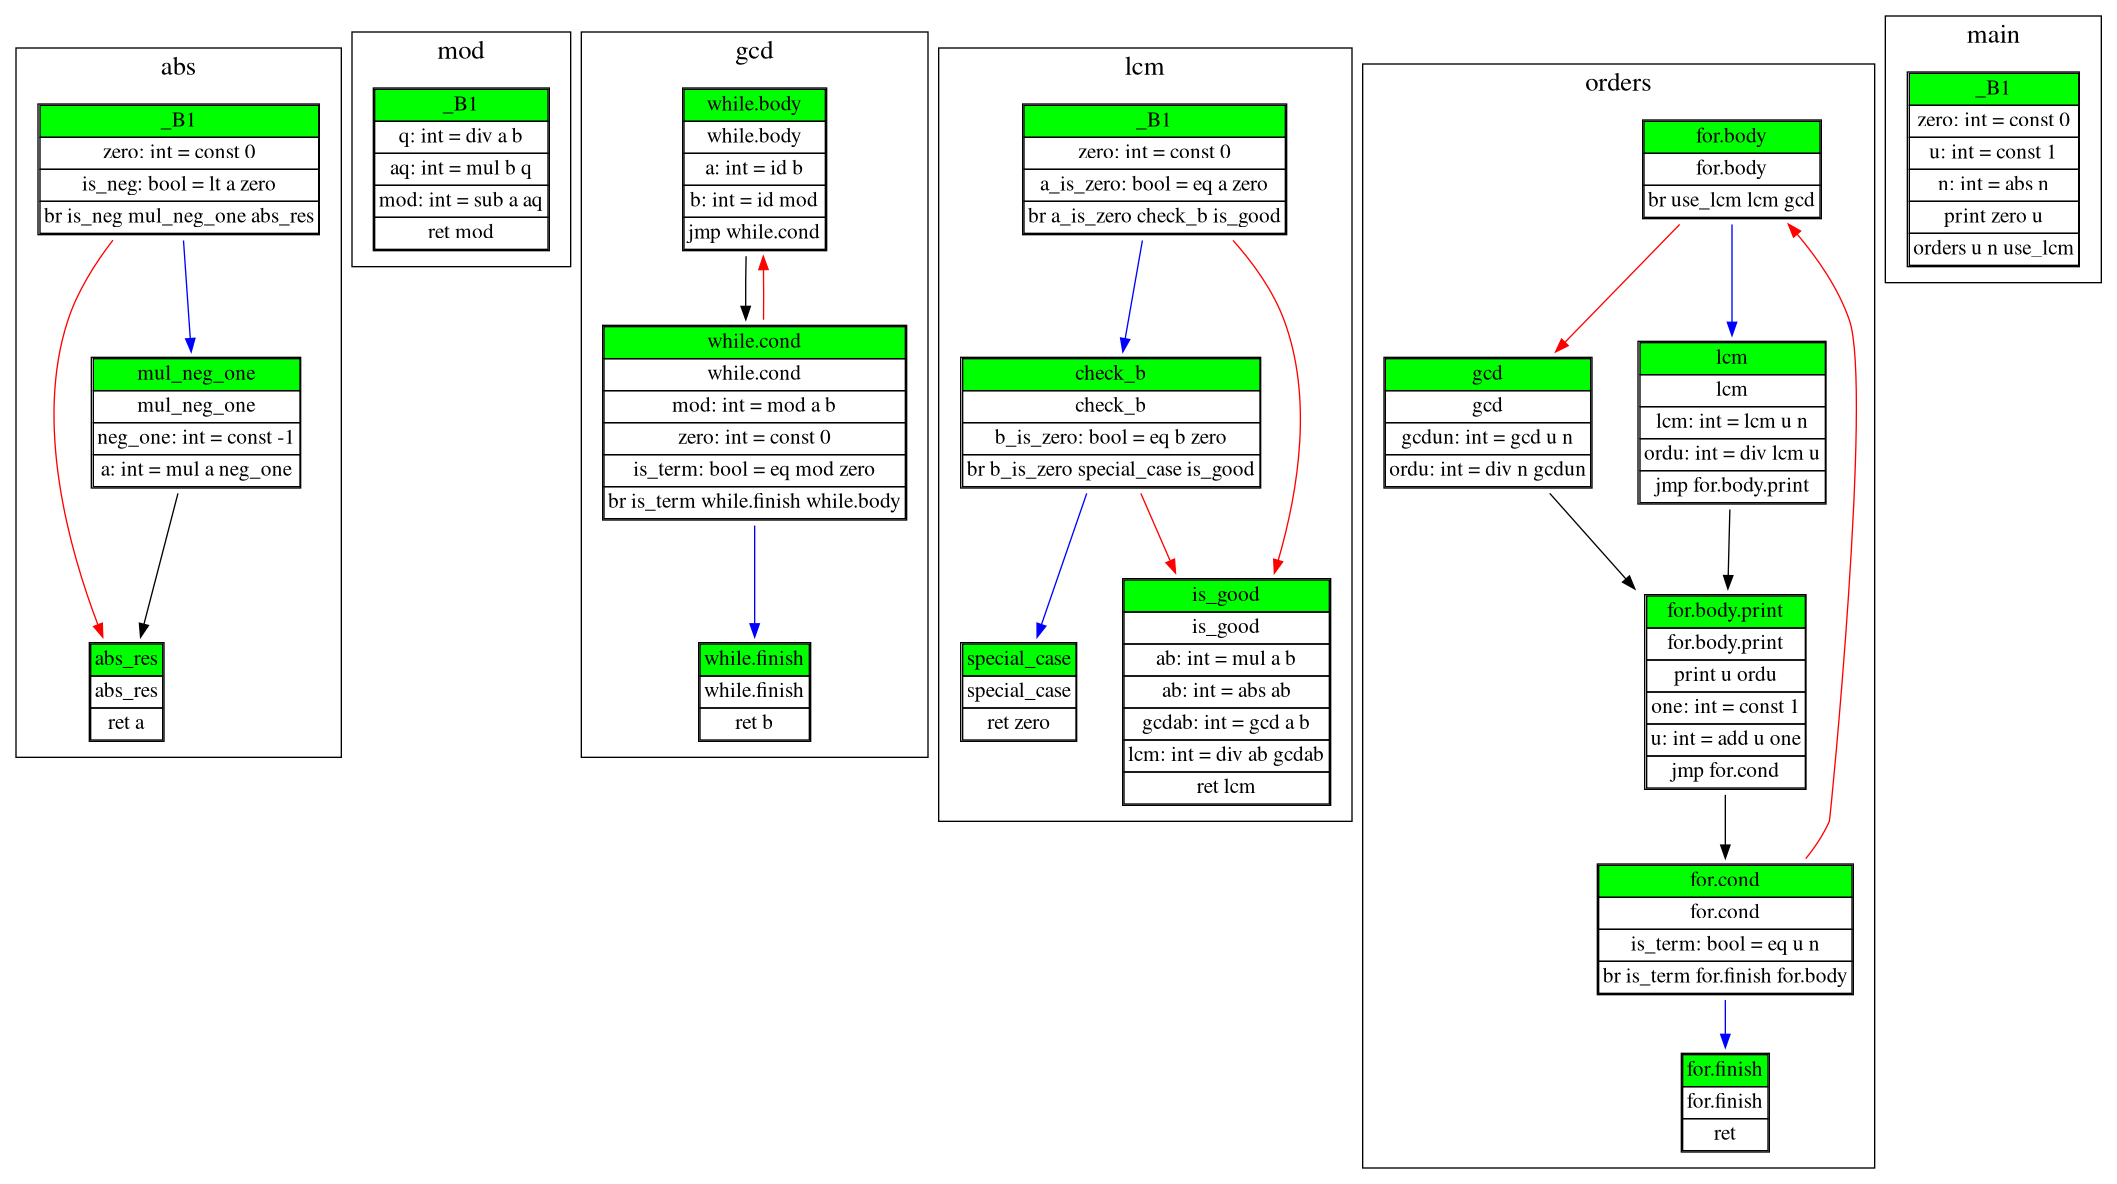 abs
_B1
zero: int = const 0
is_neg: bool = lt a zero
br is_neg mul_neg_one abs_res
mul_neg_one
mul_neg_one
neg_one: int = const -1
a: int = mul a neg_one
abs_res
abs_res
ret a
mod
_B1
q: int = div a b
aq: int = mul b q
mod: int = sub a aq
ret mod
gcd
while.body
while.body
a: int = id b
b: int = id mod
jmp while.cond
while.cond
while.cond
mod: int = mod a b
zero: int = const 0
is_term: bool = eq mod zero
br is_term while.finish while.body
while.finish
while.finish
ret b
lcm
_B1
zero: int = const 0
a_is_zero: bool = eq a zero
br a_is_zero check_b is_good
check_b
check_b
b_is_zero: bool = eq b zero
br b_is_zero special_case is_good
special_case
special_case
ret zero
is_good
is_good
ab: int = mul a b
ab: int = abs ab
gcdab: int = gcd a b
lcm: int = div ab gcdab
ret lcm
orders
for.body
for.body
br use_lcm lcm gcd
gcd
gcd
gcdun: int = gcd u n
ordu: int = div n gcdun
lcm
lcm
lcm: int = lcm u n
ordu: int = div lcm u
jmp for.body.print
for.body.print
for.body.print
print u ordu
one: int = const 1
u: int = add u one
jmp for.cond
for.cond
for.cond
is_term: bool = eq u n
br is_term for.finish for.body
for.finish
for.finish
ret
main
_B1
zero: int = const 0
u: int = const 1
n: int = abs n
print zero u
orders u n use_lcm